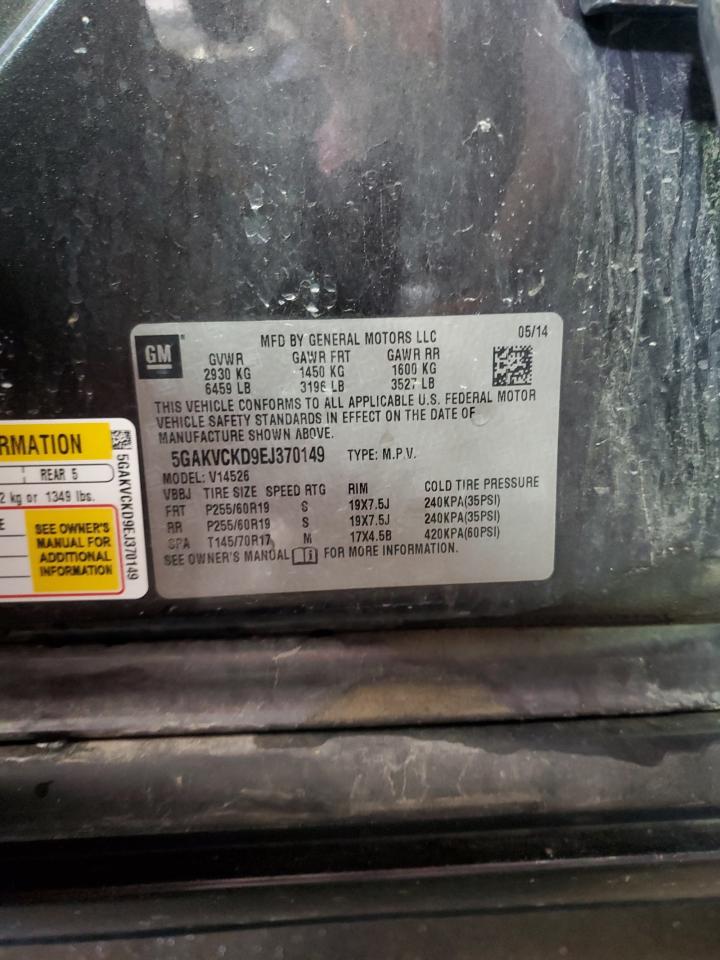 GM
MFD BY GENERAL MOTORS LLC 05/14
GVWR GAWR FRT GAWR RR
2930 KG 1450 KG 1600 KG
6459 LB 3196 LB 3527 LB
THIS VEHICLE CONFORMS TO ALL APPLICABLE U.S. FEDERAL MOTOR
VEHICLE SAFETY STANDARDS IN EFFECT ON THE DATE OF
MANUFACTURE SHOWN ABOVE.
5GAKVCKD9EJ370149 TYPE: M.P.V.
MODEL: V14526
VBBJ TIRE SIZE SPEED RTG RIM COLD TIRE PRESSURE
FRT P255/60R19 S 19X7.5J 240KPA(35PSI)
RR P255/60R19 S 19X7.5J 240KPA(35PSI)
SPA T145/70R17 M 17X4.5B 420KPA(60PSI)
SEE OWNER'S MANUAL FOR MORE INFORMATION.
RMATION
REAR 5
2 kg or 1349 lbs.
E
SEE OWNER'S
MANUAL FOR
ADDITIONAL
INFORMATION
5GAKVCKD9EJ370149